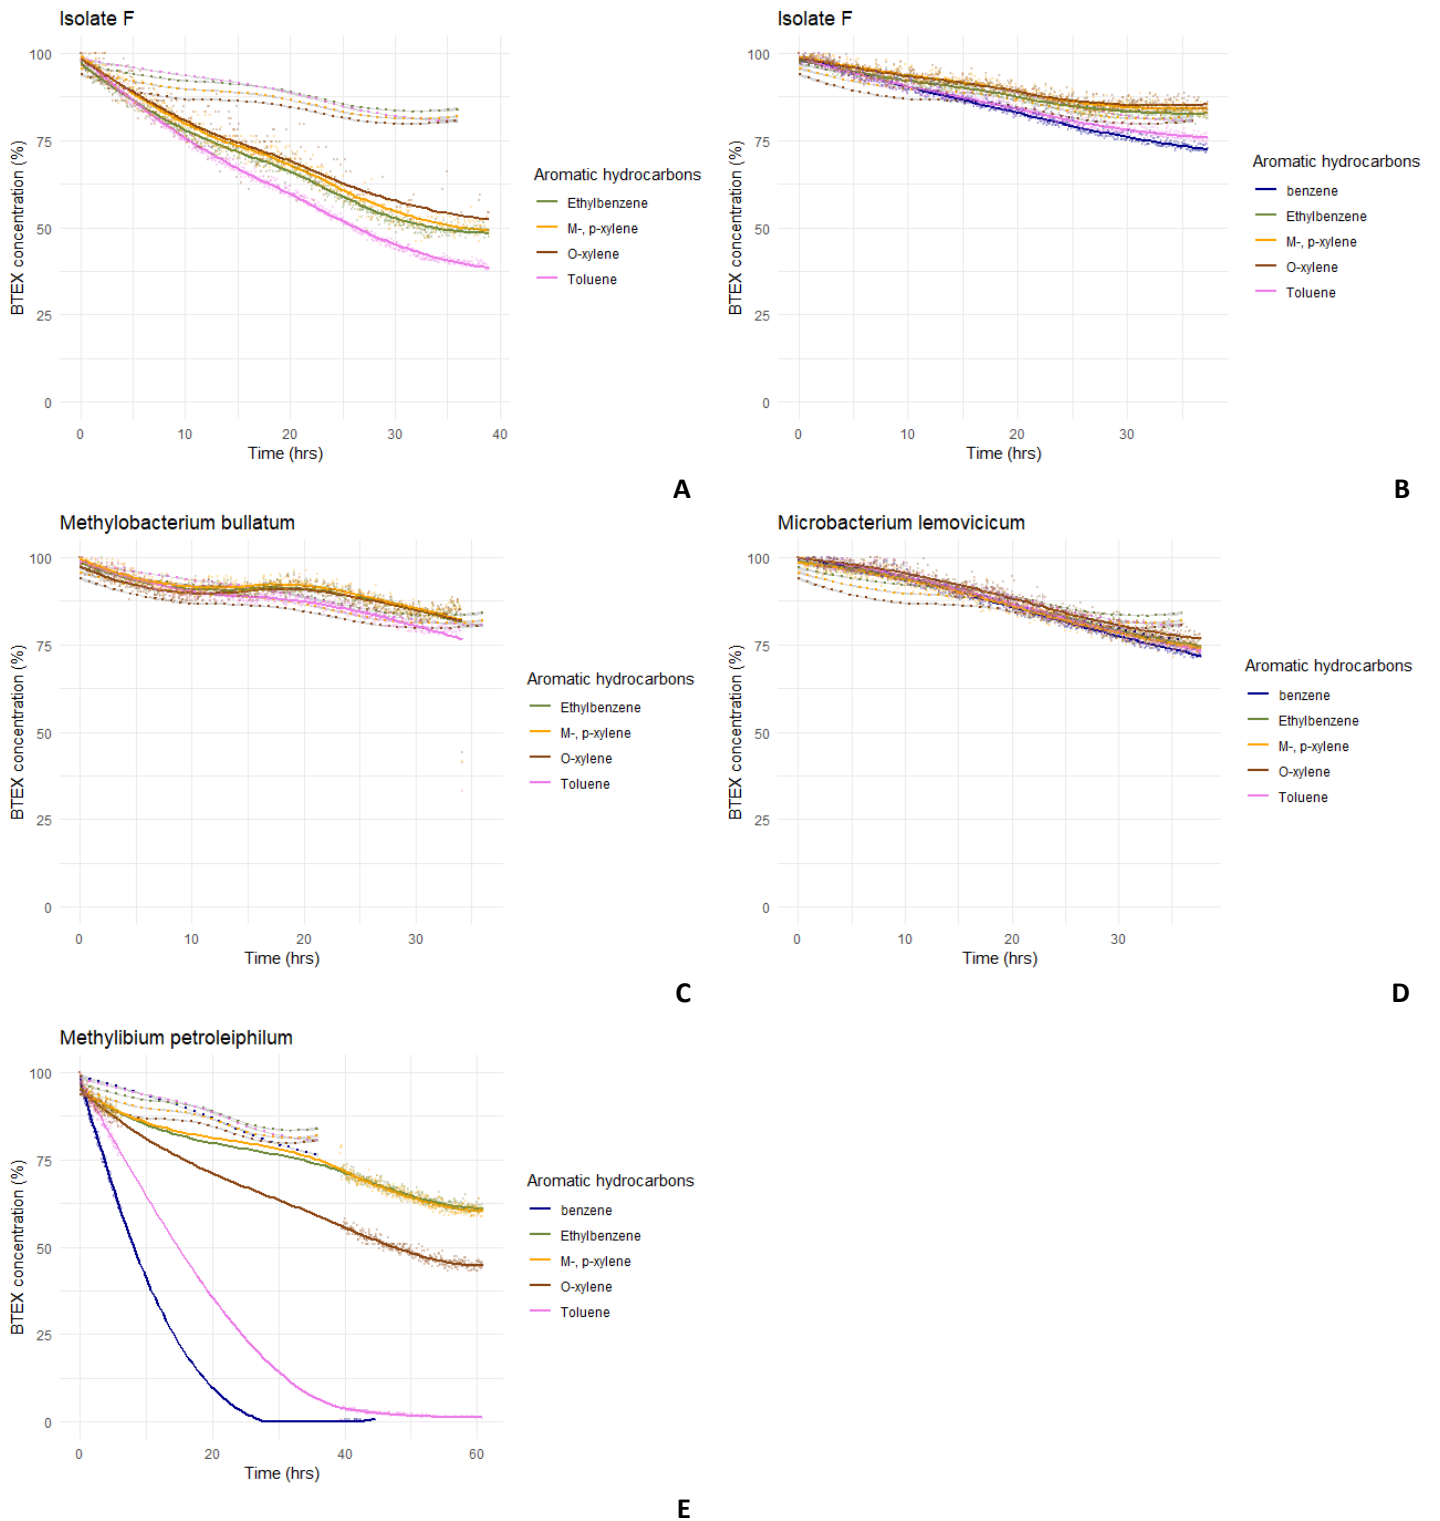 Isolate F
BTEX concentration (%)
100
75
50
25
0
0 10 20 30 40
Time (hrs)
Aromatic hydrocarbons
Ethylbenzene
M-, p-xylene
O-xylene
Toluene
A
Isolate F
BTEX concentration (%)
100
75
50
25
0
0 10 20 30
Time (hrs)
Aromatic hydrocarbons
benzene
Ethylbenzene
M-, p-xylene
O-xylene
Toluene
B
Methylobacterium bullatum
BTEX concentration (%)
100
75
50
25
0
0 10 20 30
Time (hrs)
Aromatic hydrocarbons
Ethylbenzene
M-, p-xylene
O-xylene
Toluene
C
Microbacterium lemovicicum
BTEX concentration (%)
100
75
50
25
0
0 10 20 30
Time (hrs)
Aromatic hydrocarbons
benzene
Ethylbenzene
M-, p-xylene
O-xylene
Toluene
D
Methylibium petroleiphilum
BTEX concentration (%)
100
75
50
25
0
0 20 40 60
Time (hrs)
Aromatic hydrocarbons
benzene
Ethylbenzene
M-, p-xylene
O-xylene
Toluene
E